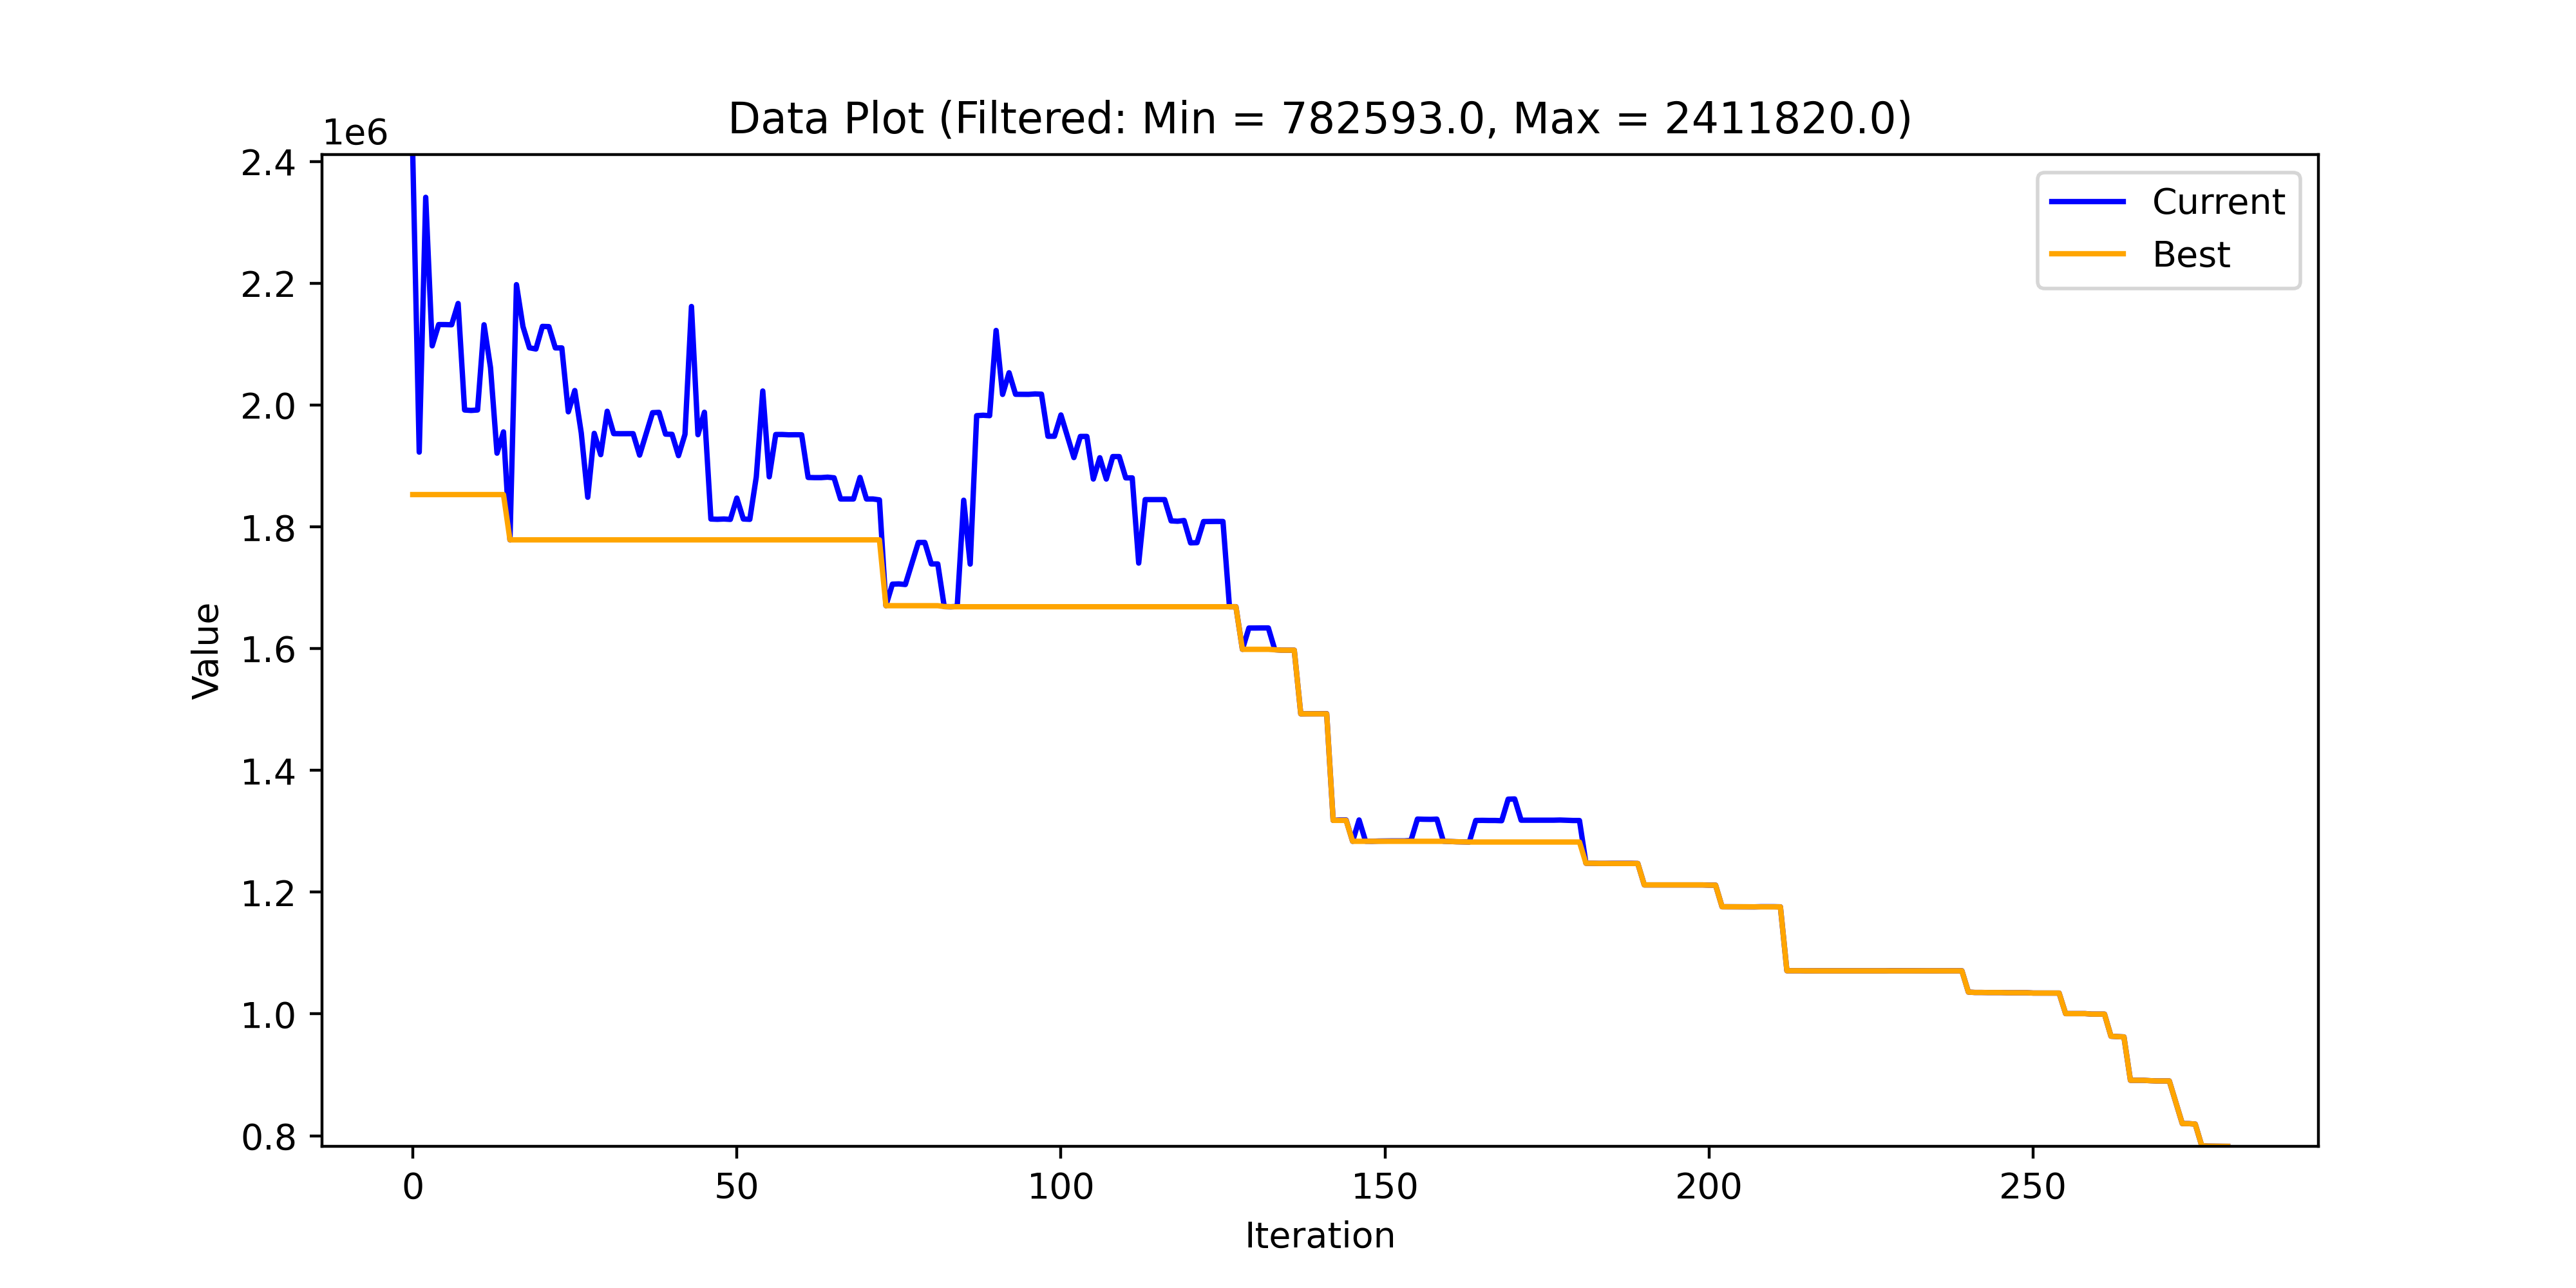 Data Plot (Filtered: Min = 782593.0, Max = 2411820.0)
1e6
2.4
2.2
2.0
1.8
1.6
1.4
1.2
1.0
0.8
Value
Current
Best
0 50 100 150 200 250
Iteration